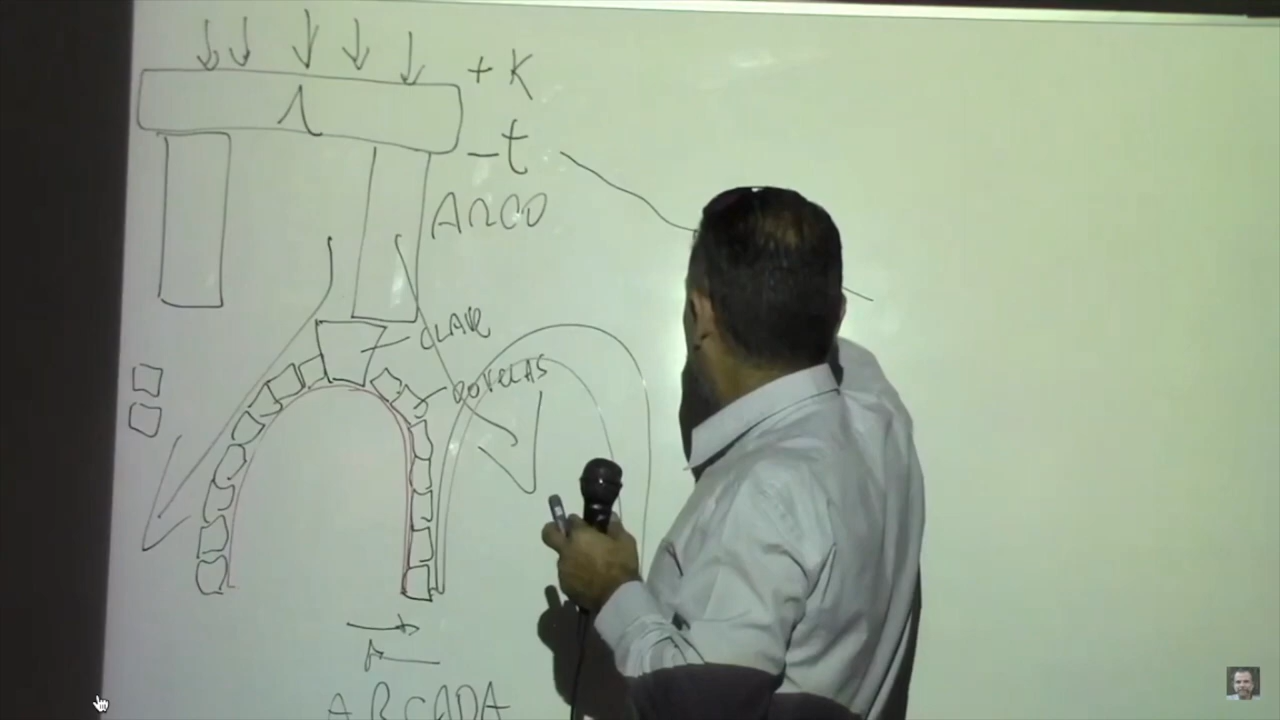 + K
- t
ARCO
CLAVE
DOVELAS
ARCADA